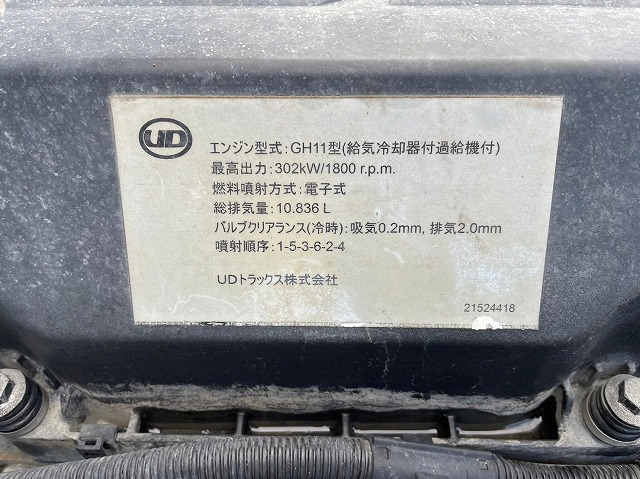 UD
エンジン型式:GH11型(給気冷却器付過給機付)
最高出力:302kW/1800 r.p.m.
燃料噴射方式:電子式
総排気量:10.836 L
バルブクリアランス(冷時):吸気0.2mm, 排気2.0mm
噴射順序:1-5-3-6-2-4
UDトラックス株式会社
21524418